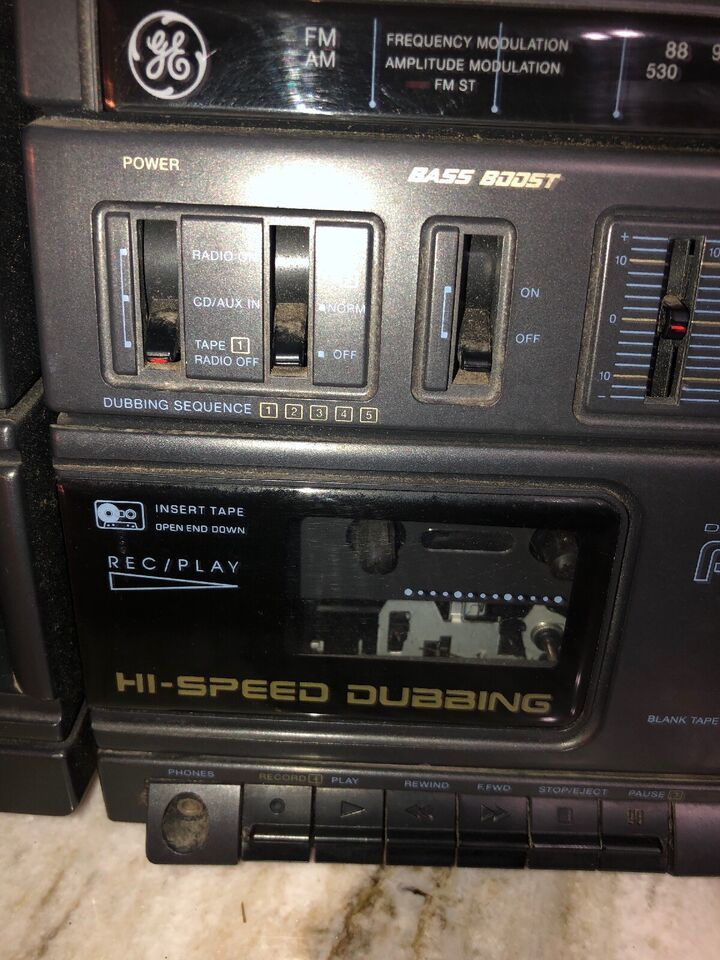 GE
FM FREQUENCY MODULATION 88 9
AM AMPLITUDE MODULATION 530
FM ST
POWER
BASS BOOST
RADIO ON
CD/AUX IN
TAPE 1
RADIO OFF
NORM
OFF
ON
OFF
+
10 10
0
10
DUBBING SEQUENCE 1 2 3 4 5
INSERT TAPE
OPEN END DOWN
REC/PLAY
HI-SPEED DUBBING
BLANK TAPE
PHONES RECORD 4 PLAY REWIND F.FWD STOP/EJECT PAUSE